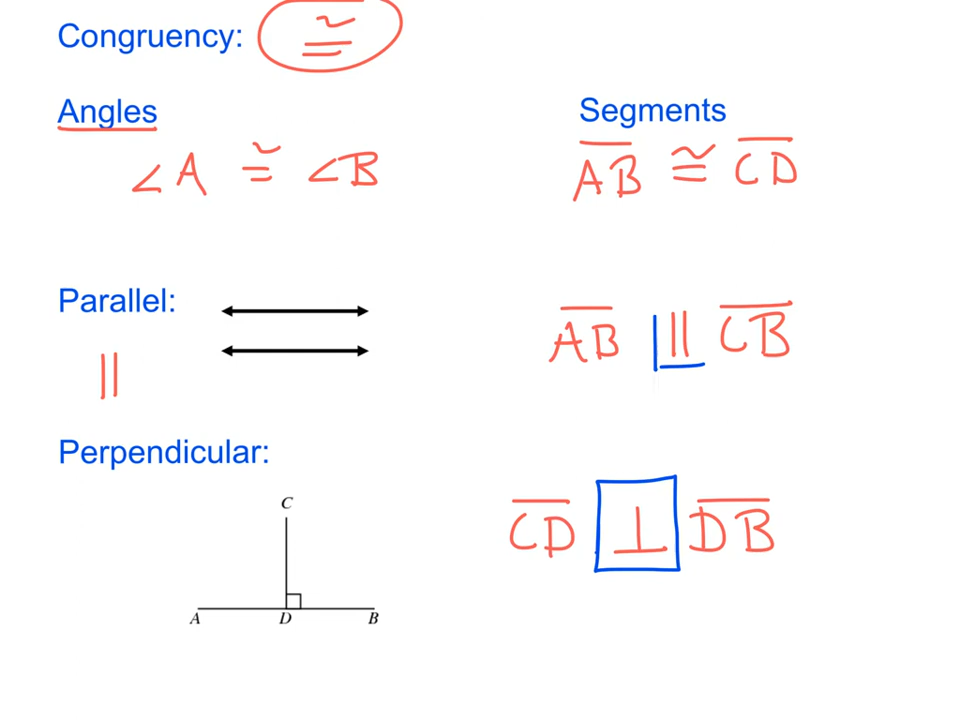 Congruency: ≅
Angles
Segments
∠A ≅ ∠B
A̅B̅ ≅ C̅D̅
Parallel:
||
A̅B̅ || C̅B̅
Perpendicular:
C̅D̅ ⊥ D̅B̅
C
A D B